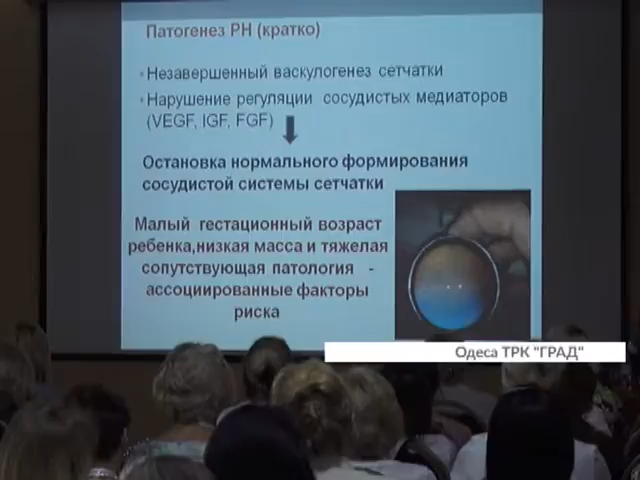 Патогенез РН (кратко)
Незавершенный васкулогенез сетчатки
Нарушение регуляции сосудистых медиаторов
(VEGF, IGF, FGF)
Остановка нормального формирования
сосудистой системы сетчатки
Малый гестационный возраст
ребенка,низкая масса и тяжелая
сопутствующая патология -
ассоциированные факторы
риска
Одеса ТРК "ГРАД"